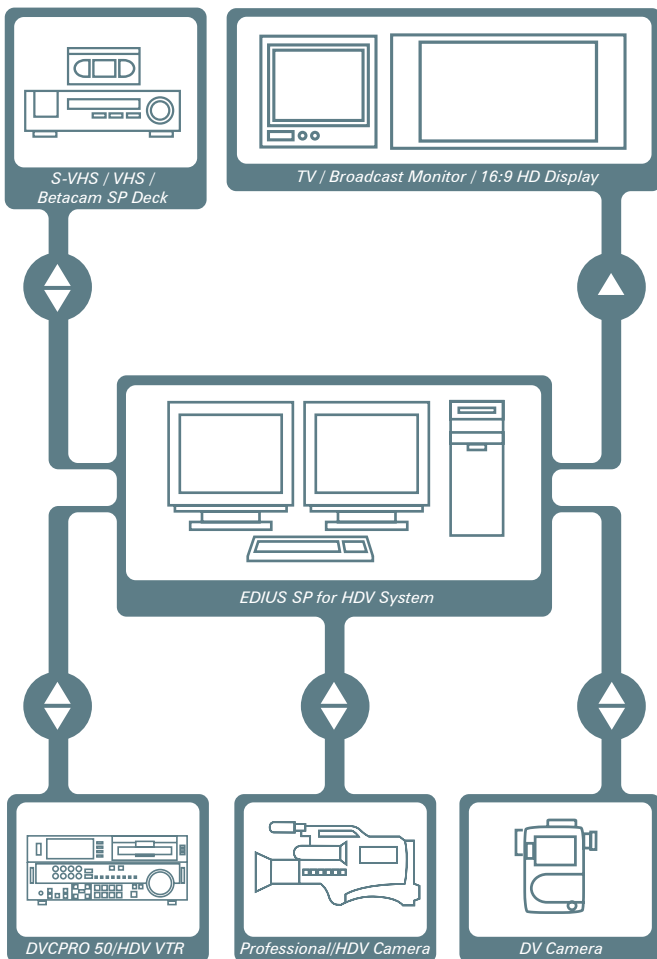 S-VHS / VHS /
Betacam SP Deck
TV / Broadcast Monitor / 16:9 HD Display
EDIUS SP for HDV System
DVCPRO 50/HDV VTR
Professional/HDV Camera
DV Camera